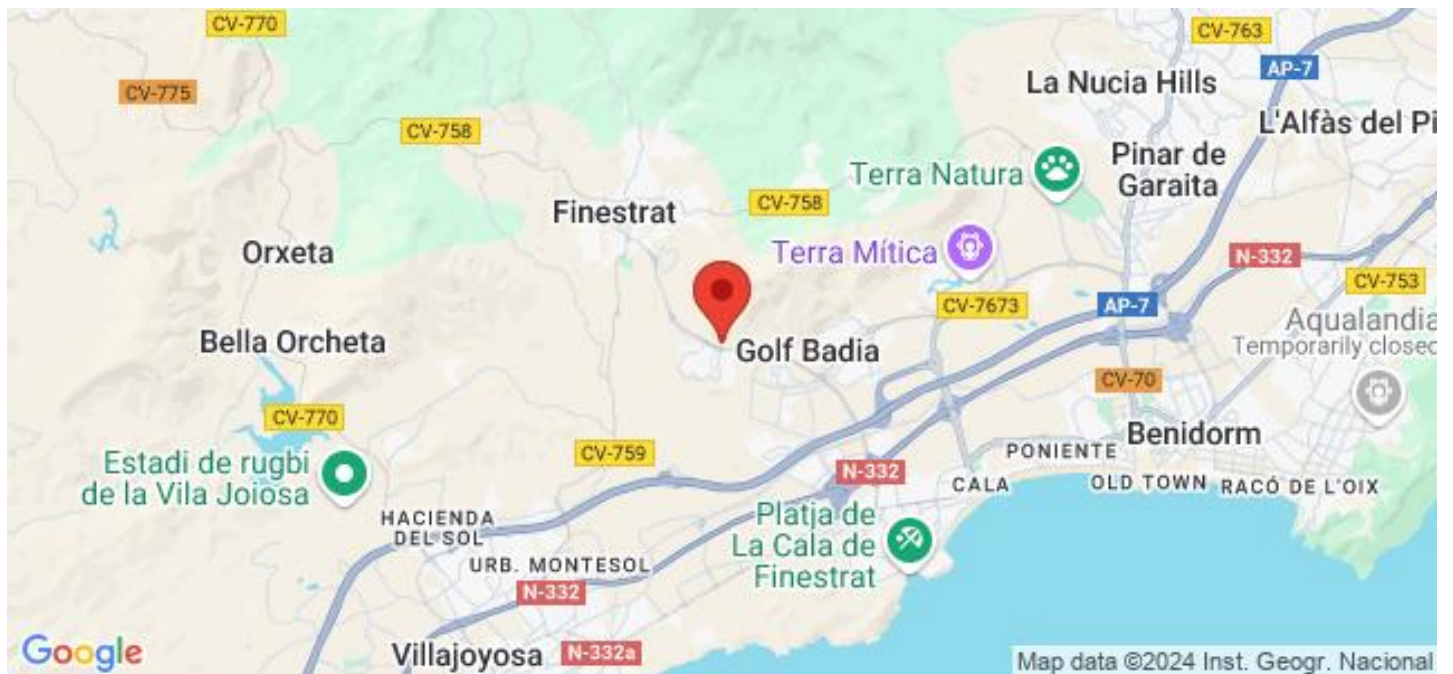 CV-770
CV-763
AP-7
CV-775
La Nucia Hills
L'Alfàs del Pi
CV-758
Pinar de
Garaita
Terra Natura
Finestrat
CV-758
Orxeta
Terra Mítica
N-332
CV-753
CV-7673
AP-7
Aqualandia
Temporarily closed
Bella Orcheta
Golf Badia
CV-70
CV-770
Benidorm
PONIENTE
CV-759
Estadi de rugbi
de la Vila Joiosa
N-332
CALA
OLD TOWN
RACÓ DE L'OIX
HACIENDA
DEL SOL
Platja de
La Cala de
Finestrat
URB. MONTESOL
N-332
Villajoyosa
N-332a
Google
Map data ©2024 Inst. Geogr. Nacional